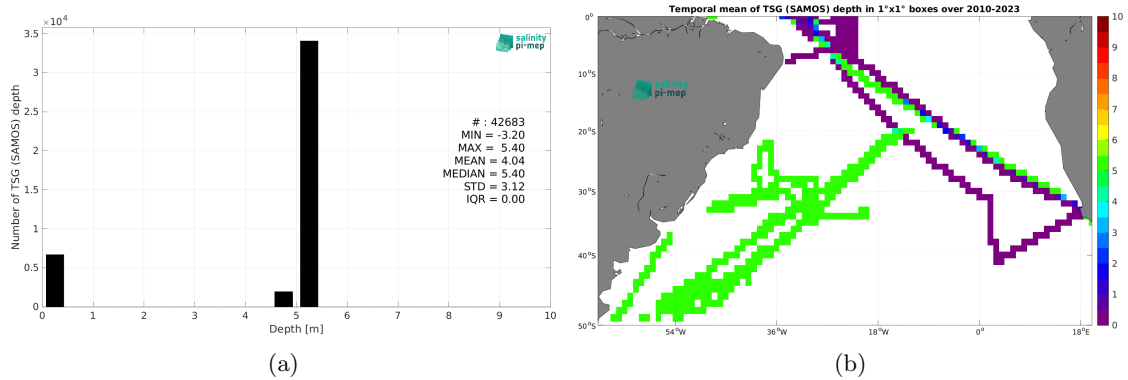 ×10⁴
3.5
3
2.5
2
1.5
1
0.5
0
Number of TSG (SAMOS) depth
0 1 2 3 4 5 6 7 8 9 10
Depth [m]
salinity
pi-mep
# : 42683
MIN = -3.20
MAX = 5.40
MEAN = 4.04
MEDIAN = 5.40
STD = 3.12
IQR = 0.00
(a)
Temporal mean of TSG (SAMOS) depth in 1°x1° boxes over 2010-2023
salinity
pi-mep
0°
10°S
20°S
30°S
40°S
50°S
54°W 36°W 18°W 0° 18°E
10
9
8
7
6
5
4
3
2
1
0
(b)